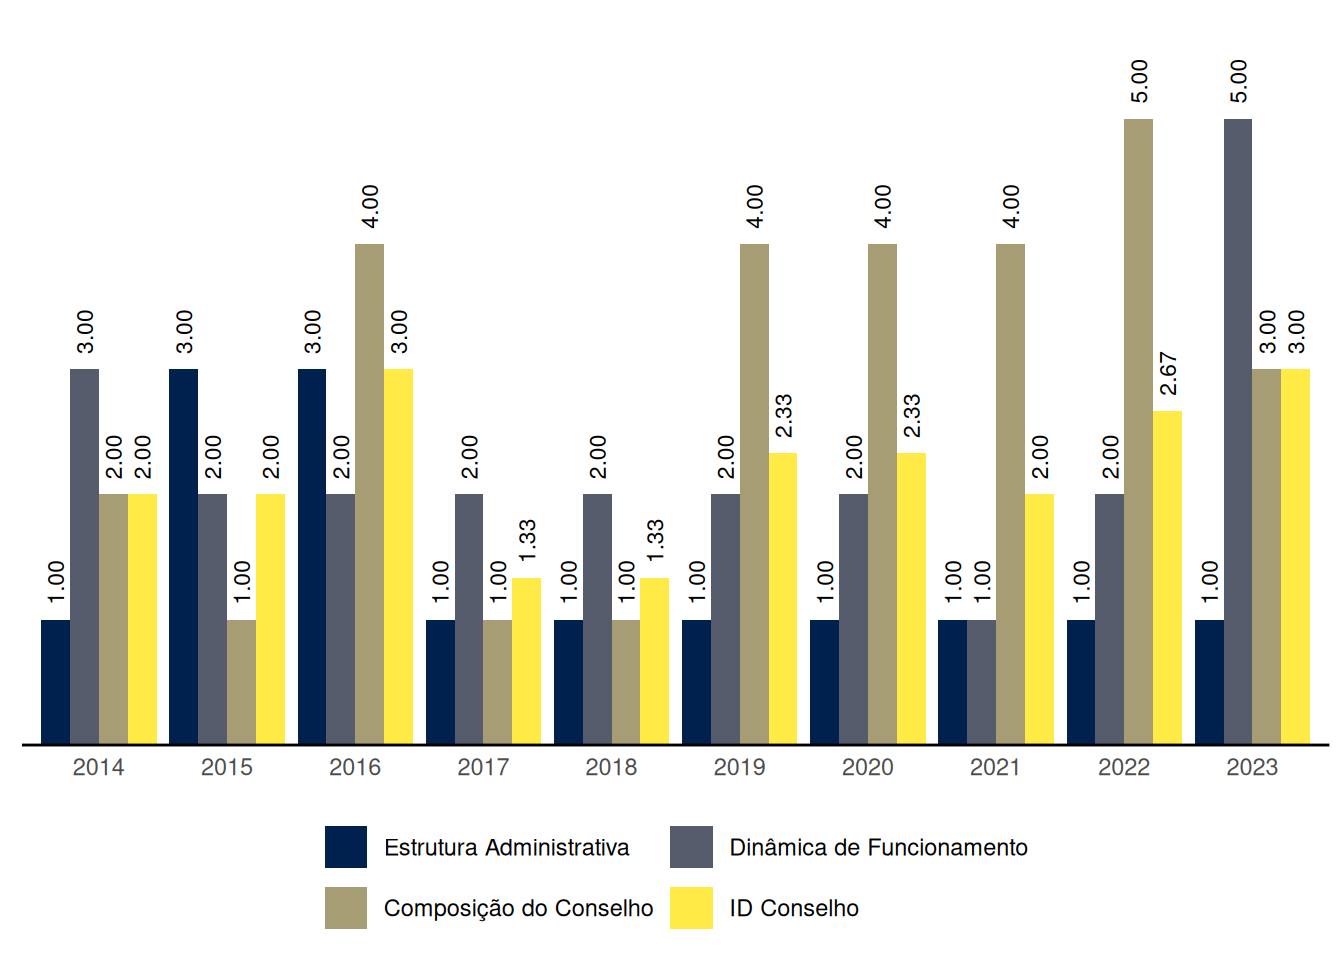 1.00 3.00 2.00 2.00 3.00 2.00 1.00 2.00 3.00 2.00 4.00 3.00 1.00 2.00 1.00 1.33 1.00 2.00 1.00 1.33 1.00 2.00 4.00 2.33 1.00 2.00 4.00 2.33 1.00 1.00 4.00 2.00 1.00 2.00 5.00 2.67 1.00 5.00 3.00 3.00
2014 2015 2016 2017 2018 2019 2020 2021 2022 2023
Estrutura Administrativa Dinâmica de Funcionamento
Composição do Conselho ID Conselho